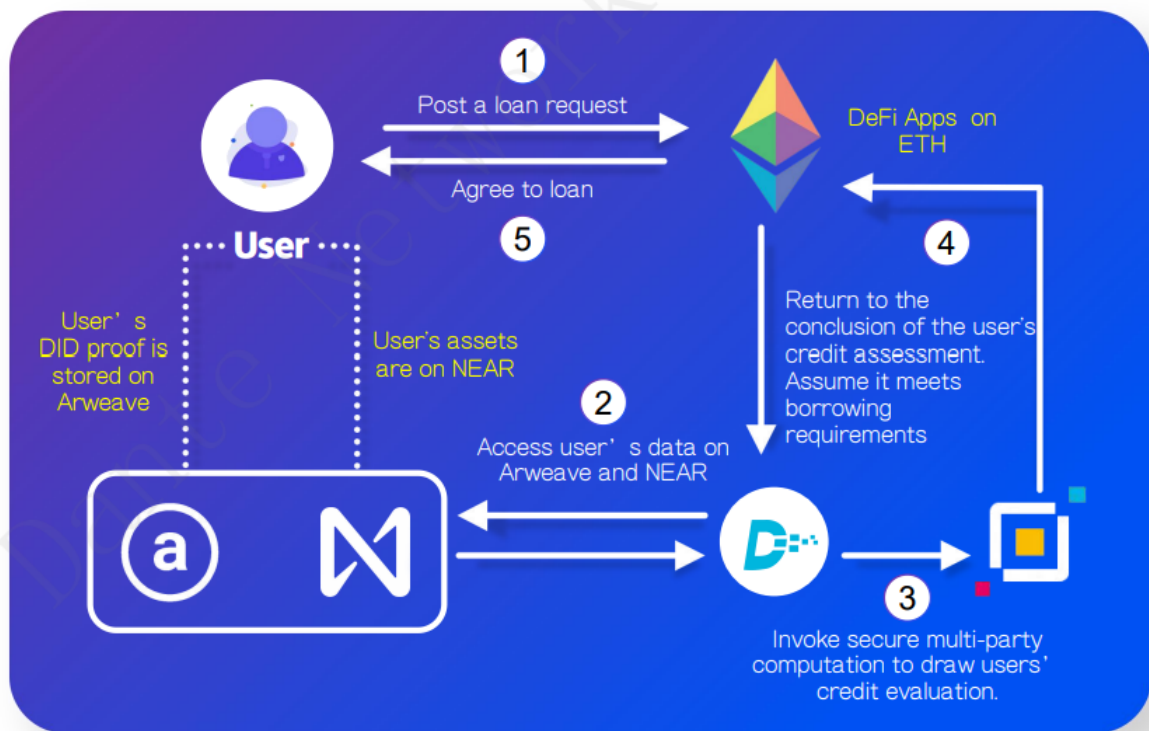 1
Post a loan request
Agree to loan
5
User
DeFi Apps on
ETH
4
User’s
DID proof is
stored on
Arweave
User's assets
are on NEAR
Return to the
conclusion of the user's
credit assessment.
Assume it meets
borrowing
requirements
2
Access user’s data on
Arweave and NEAR
a
D
3
Invoke secure multi-party
computation to draw users’
credit evaluation.
Dante Network